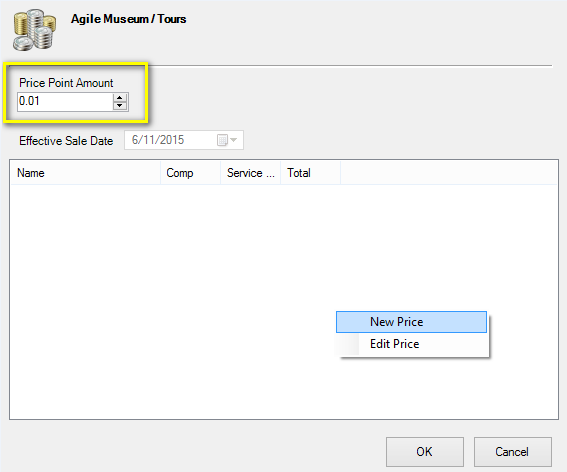 Agile Museum / Tours
Price Point Amount
0.01
Effective Sale Date 6/11/2015
Name Comp Service ... Total
New Price
Edit Price
OK Cancel